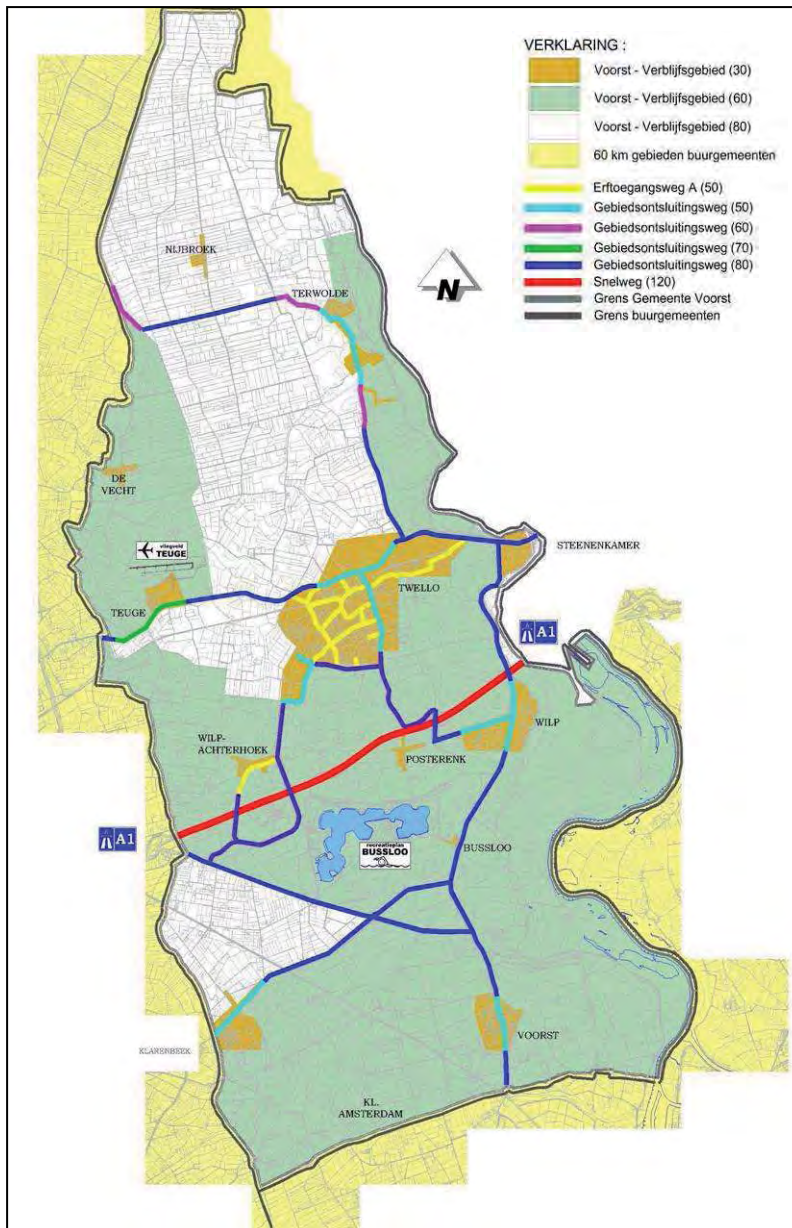 VERKLARING :
Voorst - Verblijfsgebied (30)
Voorst - Verblijfsgebied (60)
Voorst - Verblijfsgebied (80)
60 km gebieden buurgemeenten
Erftoegangsweg A (50)
Gebiedsontsluitingsweg (50)
Gebiedsontsluitingsweg (60)
Gebiedsontsluitingsweg (70)
Gebiedsontsluitingsweg (80)
Snelweg (120)
Grens Gemeente Voorst
Grens buurgemeenten
N
NIJBROEK
TERWOLDE
DE
VECHT
vliegveld
TEUGE
TEUGE
TWELLO
STEENENKAMER
A1
WILP
WILP-
ACHTERHOEK
POSTERENK
A1
recreatieplan
BUSSLOO
BUSSLOO
VOORST
KLARENBEEK
KL.
AMSTERDAM